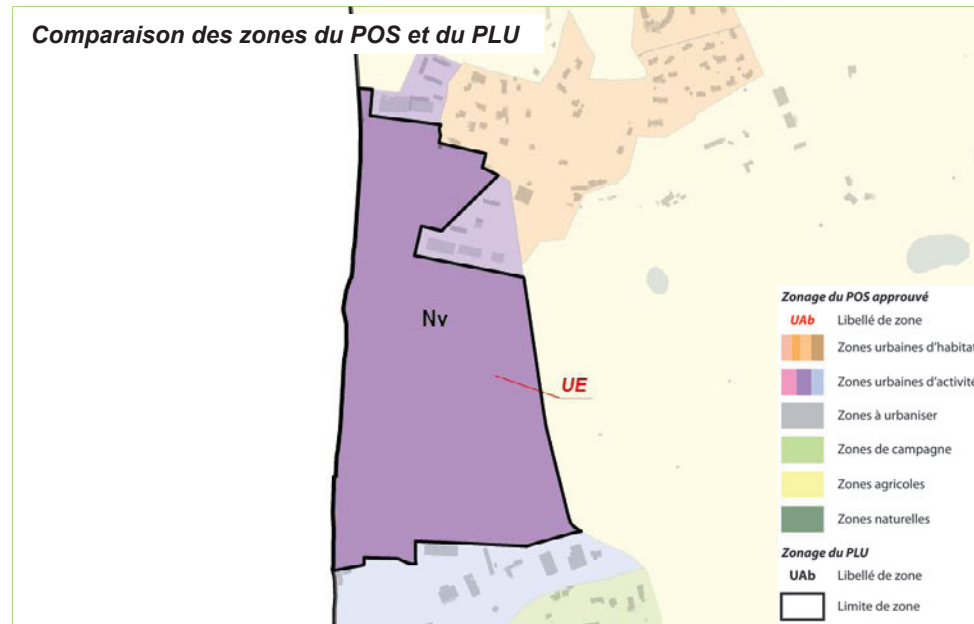 Comparaison des zones du POS et du PLU
Nv
UE
Zonage du POS approuvé
UAb Libellé de zone
Zones urbaines d'habitat
Zones urbaines d'activité
Zones à urbaniser
Zones de campagne
Zones agricoles
Zones naturelles
Zonage du PLU
UAb Libellé de zone
Limite de zone